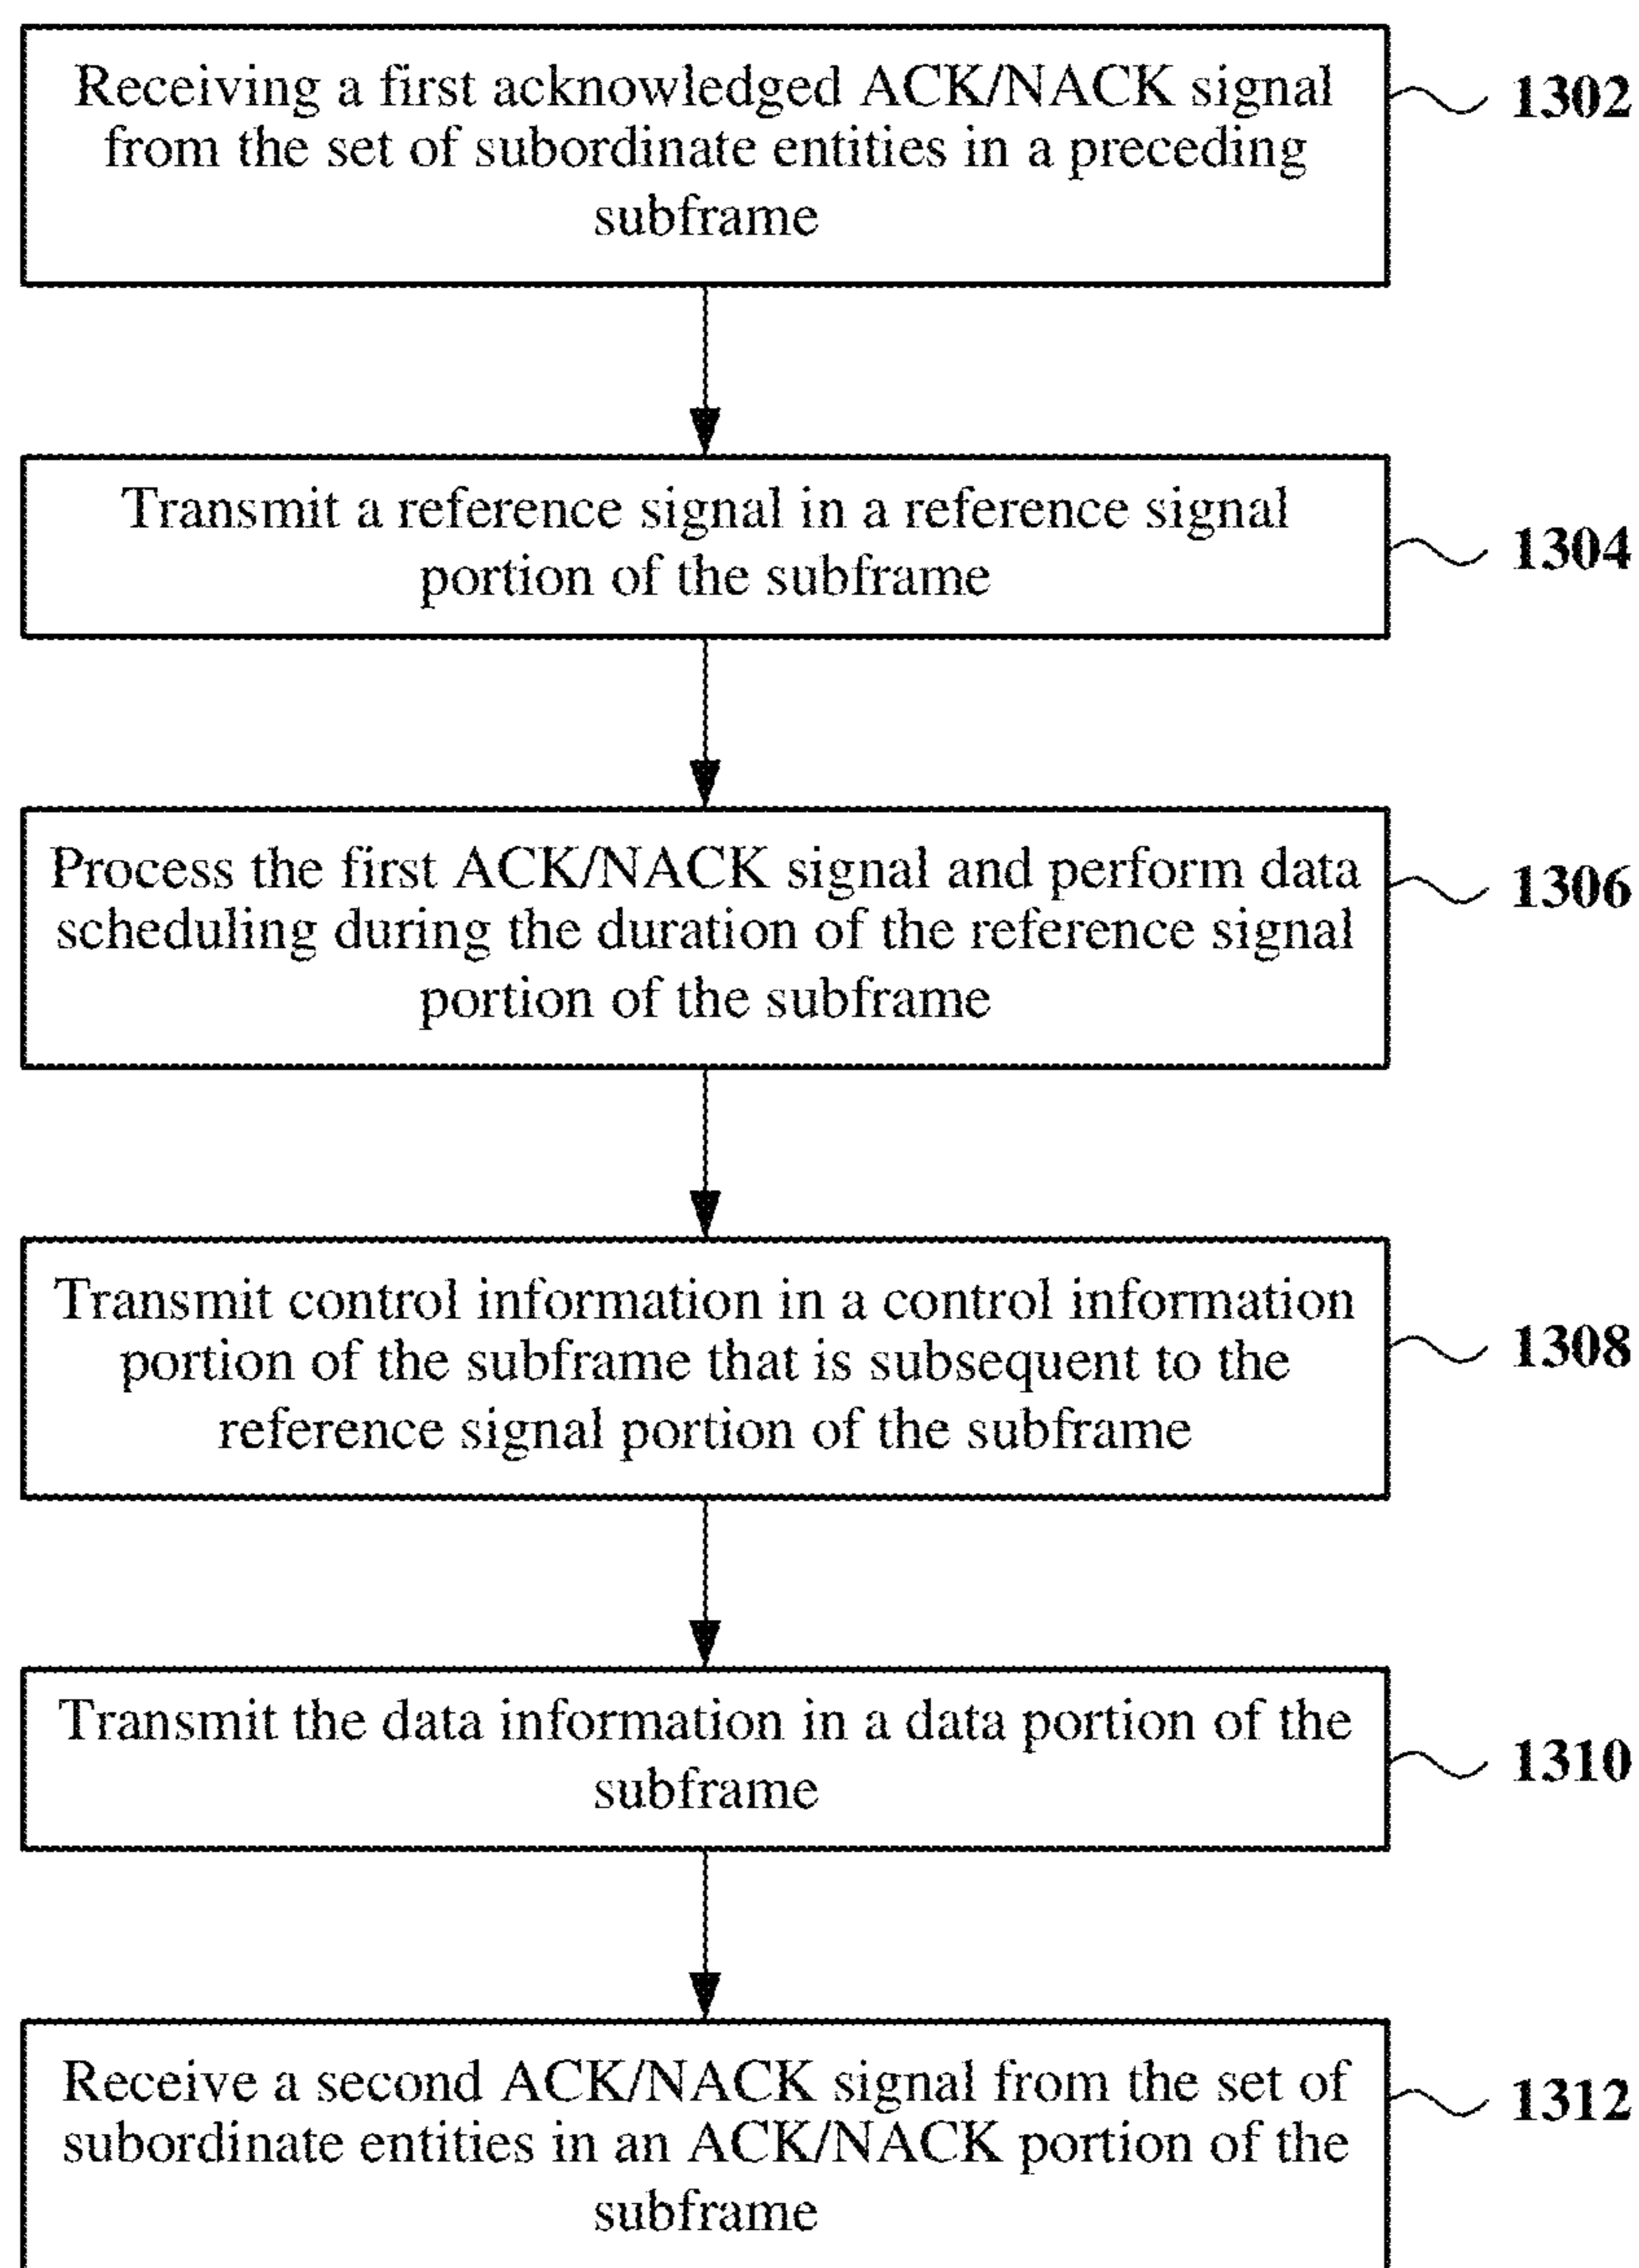 Receiving a first acknowledged ACK/NACK signal
from the set of subordinate entities in a preceding
subframe
1302
Transmit a reference signal in a reference signal
portion of the subframe
1304
Process the first ACK/NACK signal and perform data
scheduling during the duration of the reference signal
portion of the subframe
1306
Transmit control information in a control information
portion of the subframe that is subsequent to the
reference signal portion of the subframe
1308
Transmit the data information in a data portion of the
subframe
1310
Receive a second ACK/NACK signal from the set of
subordinate entities in an ACK/NACK portion of the
subframe
1312